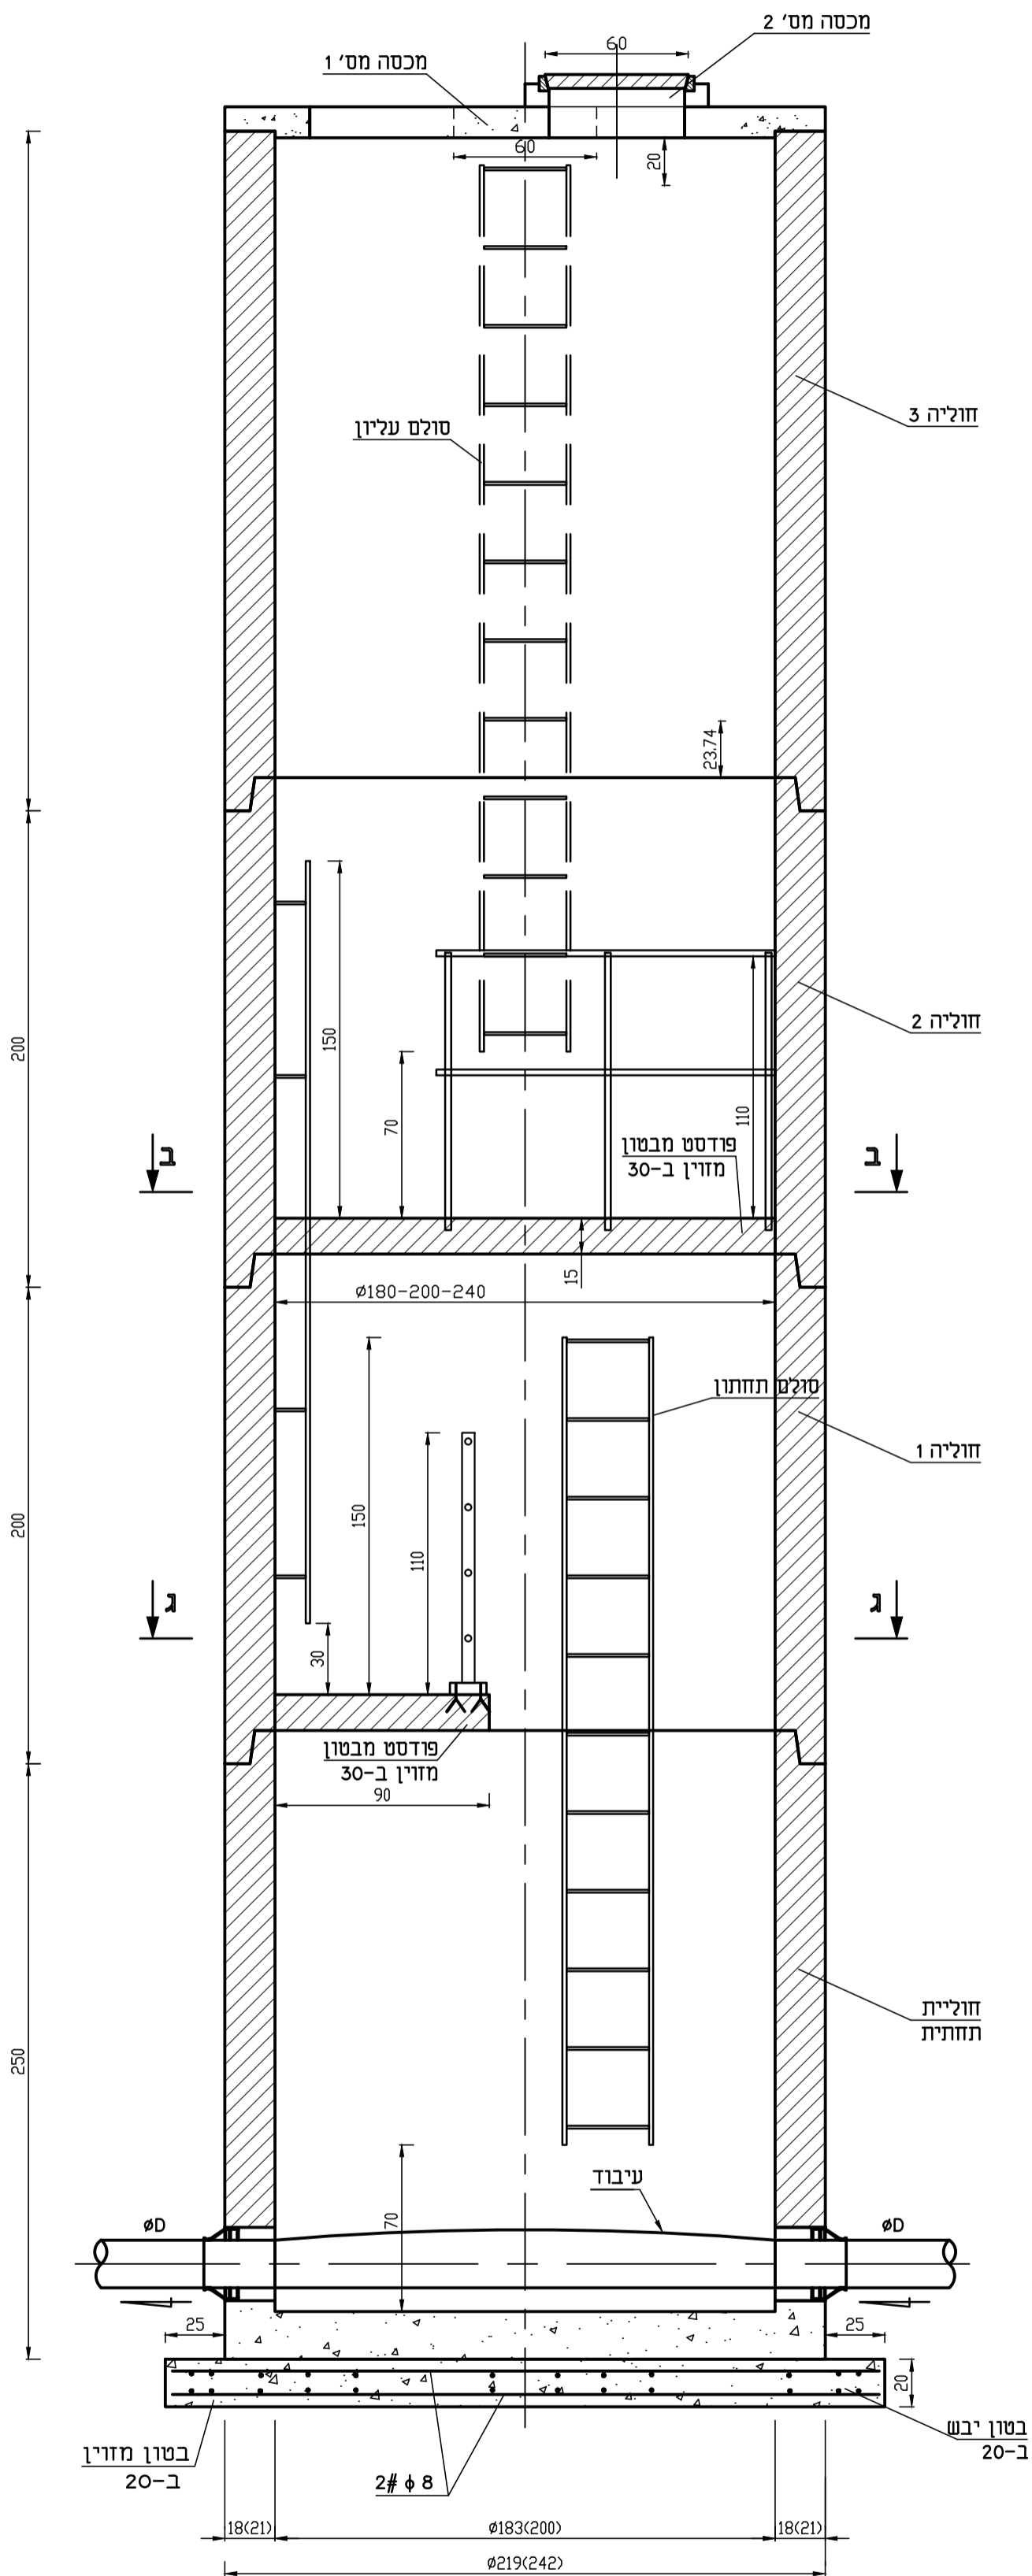 מכסה מס' 2
60
מכסה מס' 1
60
20
חוליה 3
סולם עליון
23.74
200
חוליה 2
150
70
110
ב
ב
פודסט מבטון
מזוין ב-30
15
ø180-200-240
סולם תחתון
חוליה 1
200
150
110
ג
ג
30
פודסט מבטון
מזוין ב-30
90
חוליית
תחתית
250
עיבוד
70
øD
øD
25
25
20
בטון יבש
ב-20
בטון מזוין
ב-20
2# ϕ 8
18(21)
ø183(200)
18(21)
ø219(242)